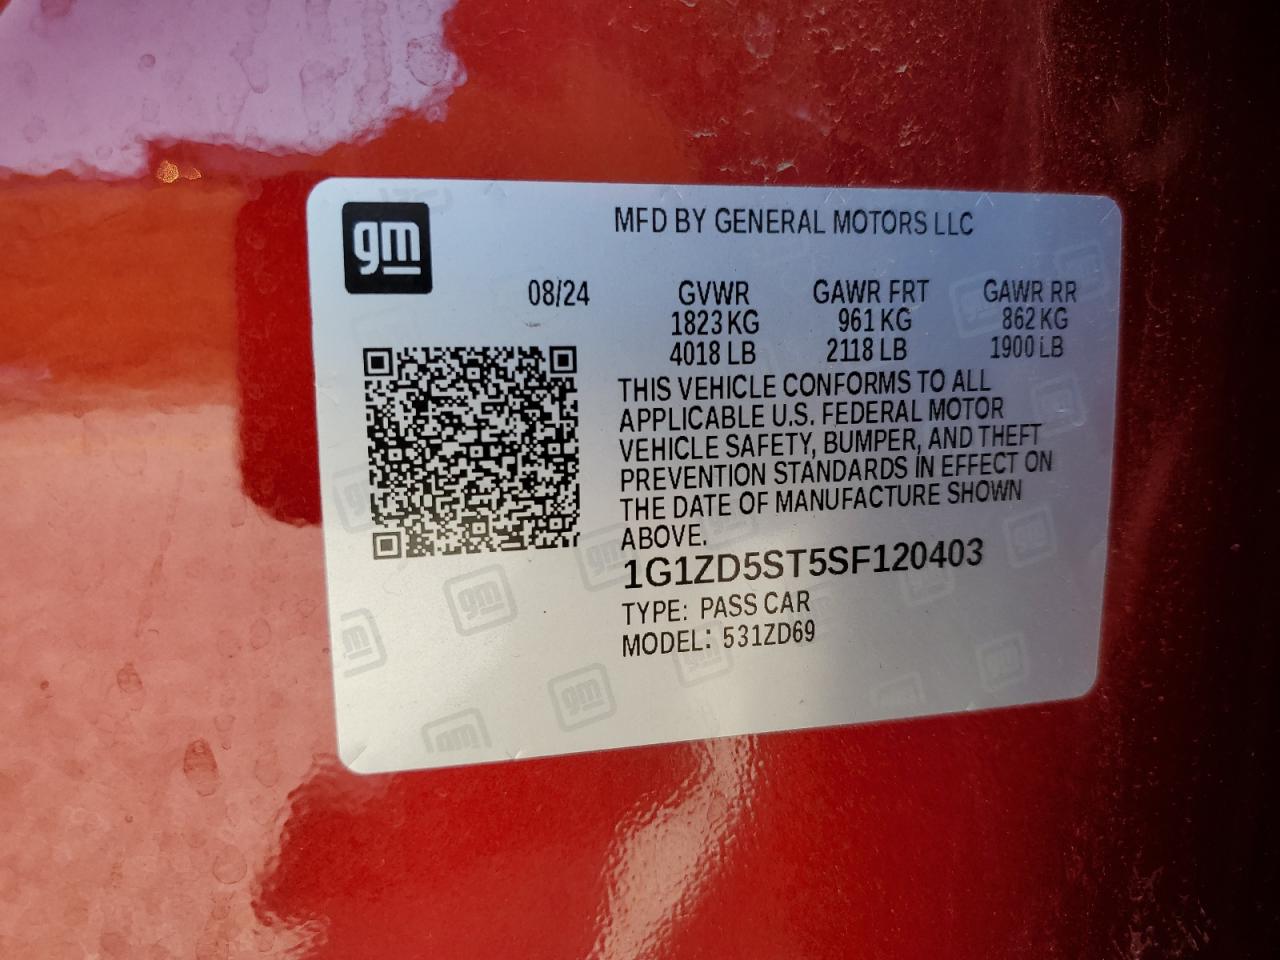 gm
MFD BY GENERAL MOTORS LLC
08/24 GVWR GAWR FRT GAWR RR
1823 KG 961 KG 862 KG
4018 LB 2118 LB 1900 LB
THIS VEHICLE CONFORMS TO ALL
APPLICABLE U.S. FEDERAL MOTOR
VEHICLE SAFETY, BUMPER, AND THEFT
PREVENTION STANDARDS IN EFFECT ON
THE DATE OF MANUFACTURE SHOWN
ABOVE.
1G1ZD5ST5SF120403
TYPE: PASS CAR
MODEL: 531ZD69